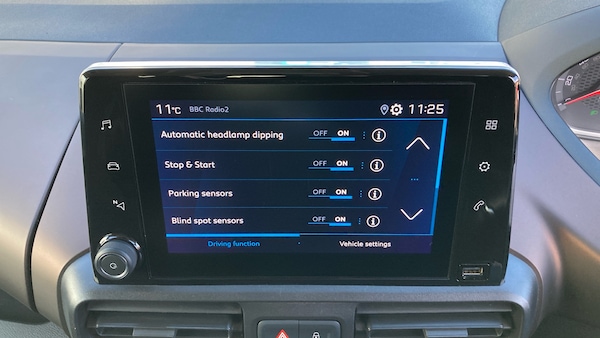 11°C BBC Radio2 11:25
Automatic headlamp dipping OFF ON
Stop & Start ON
Parking sensors OFF ON
Blind spot sensors OFF ON
Driving function Vehicle settings
N